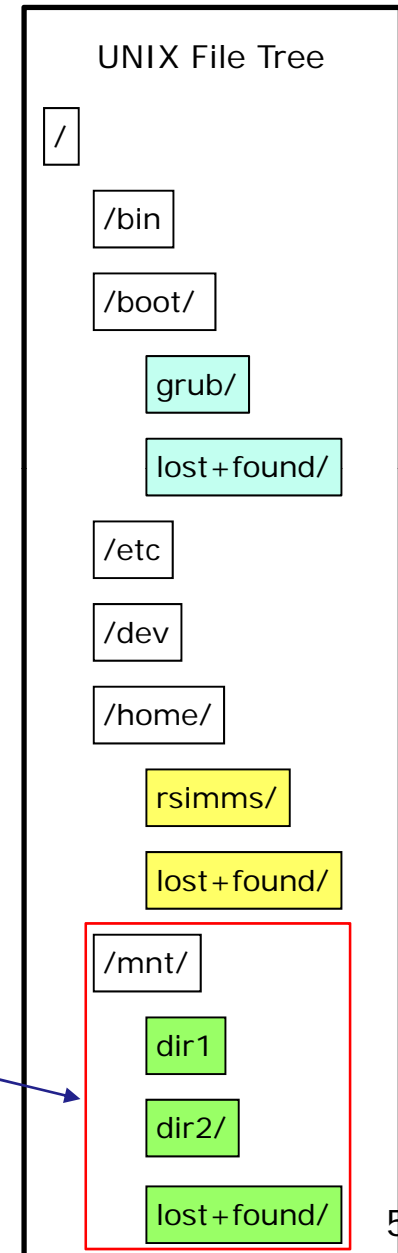 UNIX File Tree
/
/bin
/boot/
grub/
lost+found/
/etc
/dev
/home/
rsimms/
lost+found/
/mnt/
dir1
dir2/
lost+found/
5